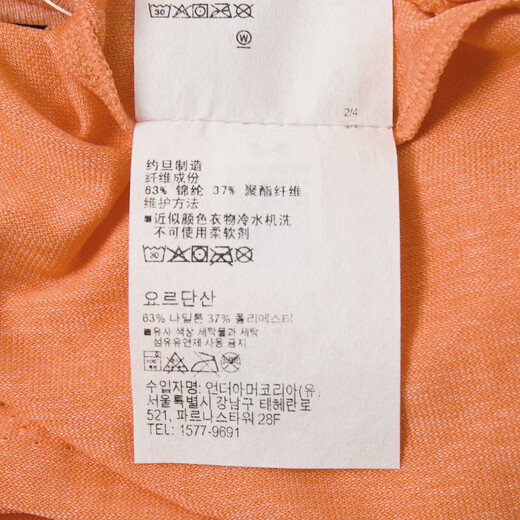 30
W
2/4
约旦制造
纤维成份
63% 锦纶 37% 聚酯纤维
维护方法
■ 近似颜色衣物冷水机洗
不可使用柔软剂
30
요르단산
63% 나일론 37% 폴리에스터
■ 유사 색상 세탁물과 세탁
섬유유연제 사용 금지
수입자명: 언더아머코리아(유)
서울특별시 강남구 테헤란로
521, 파르나스타워 28F
TEL: 1577-9691